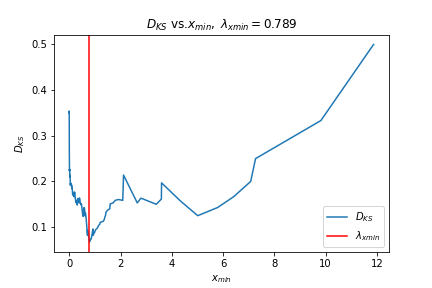 D_KS vs.x_min, λ_xmin = 0.789
0.5
0.4
0.3
0.2
0.1
D_KS
0
2
4
6
8
10
12
x_min
D_KS
λ_xmin